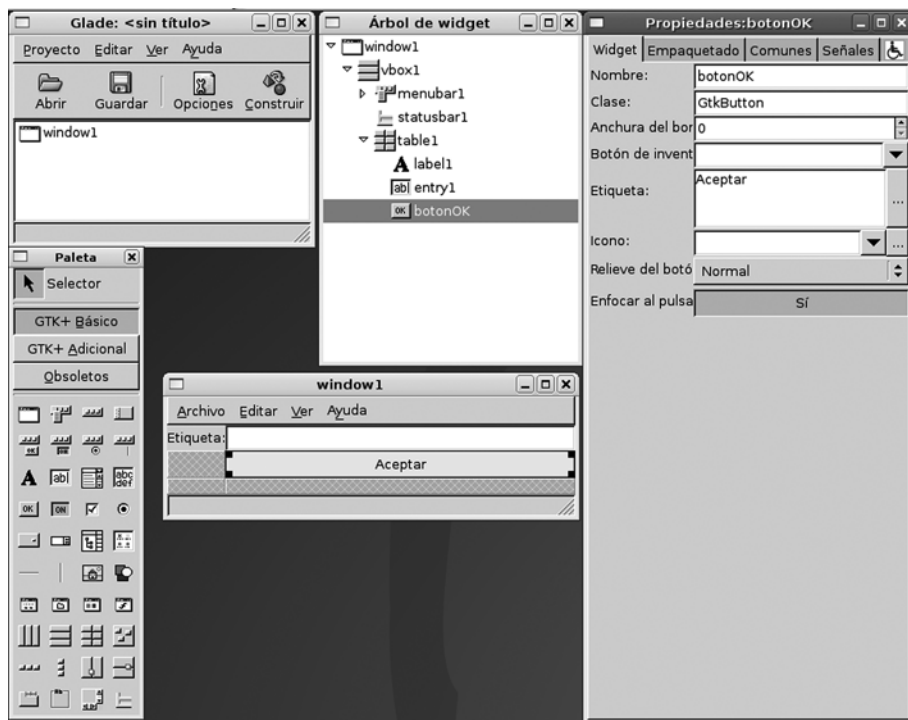 Glade: <sin título>
Proyecto Editar Ver Ayuda
Abrir Guardar Opciones Construir
window1
Paleta
Selector
GTK+ Básico
GTK+ Adicional
Obsoletos
Árbol de widget
window1
vbox1
menubar1
statusbar1
table1
label1
entry1
botonOK
window1
Archivo Editar Ver Ayuda
Etiqueta:
Aceptar
Propiedades:botonOK
Widget Empaquetado Comunes Señales
Nombre: botonOK
Clase: GtkButton
Anchura del bor 0
Botón de invent
Etiqueta: Aceptar
...
Icono: ...
Relieve del botó Normal
Enfocar al pulsa Sí